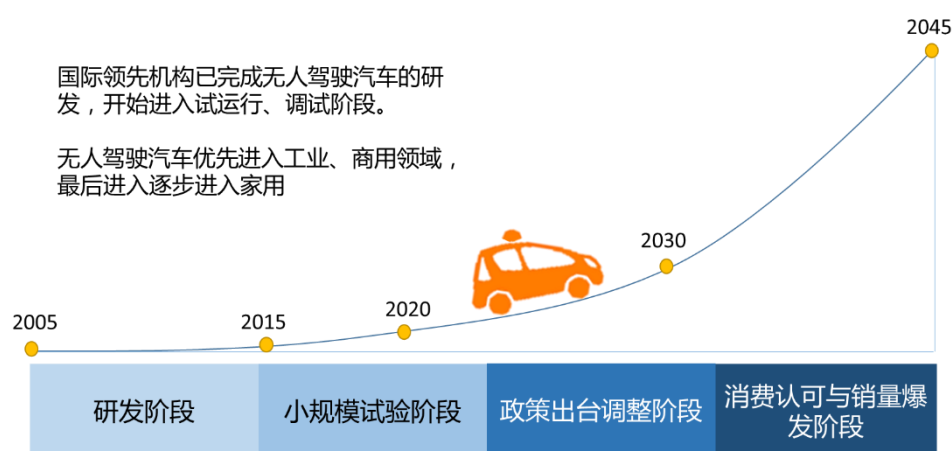 2045
国际领先机构已完成无人驾驶汽车的研
发，开始进入试运行、调试阶段。
无人驾驶汽车优先进入工业、商用领域，
最后进入逐步进入家用
2030
2020
2005
2015
研发阶段
小规模试验阶段
政策出台调整阶段
消费认可与销量爆
发阶段